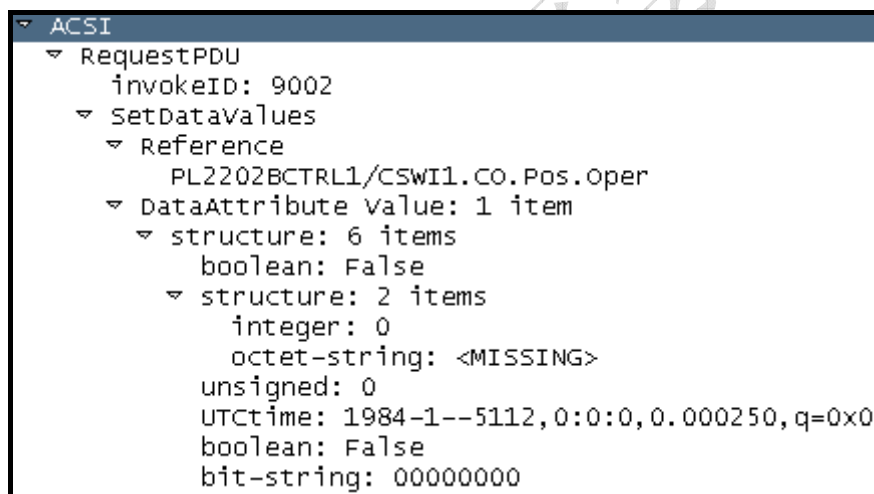 ACSI
RequestPDU
invokeID: 9002
SetDataValues
Reference
PL2202BCTRL1/CSWI1.CO.Pos.Oper
DataAttribute Value: 1 item
structure: 6 items
boolean: False
structure: 2 items
integer: 0
octet-string: <MISSING>
unsigned: 0
UTCtime: 1984-1--5112,0:0:0,0.000250,q=0x0
boolean: False
bit-string: 00000000